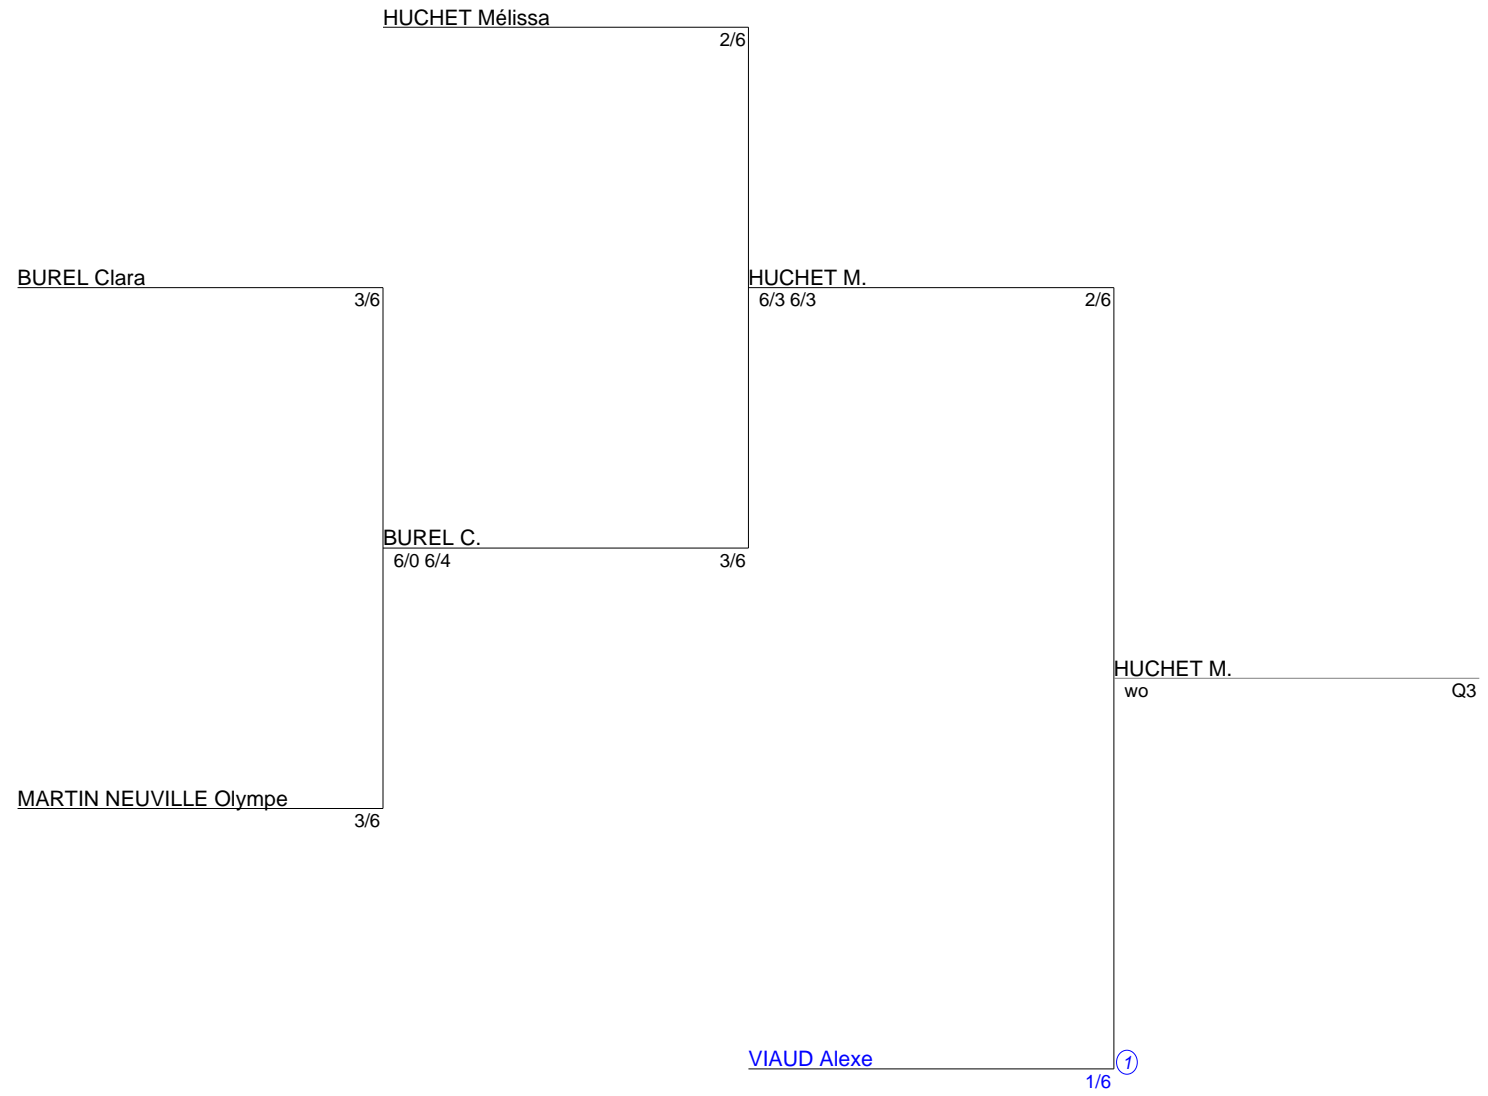 HUCHET Mélissa
2/6
BUREL Clara
3/6
HUCHET M.
6/3 6/3
2/6
BUREL C.
6/0 6/4
3/6
HUCHET M.
wo
Q3
MARTIN NEUVILLE Olympe
3/6
VIAUD Alexe
1
1/6